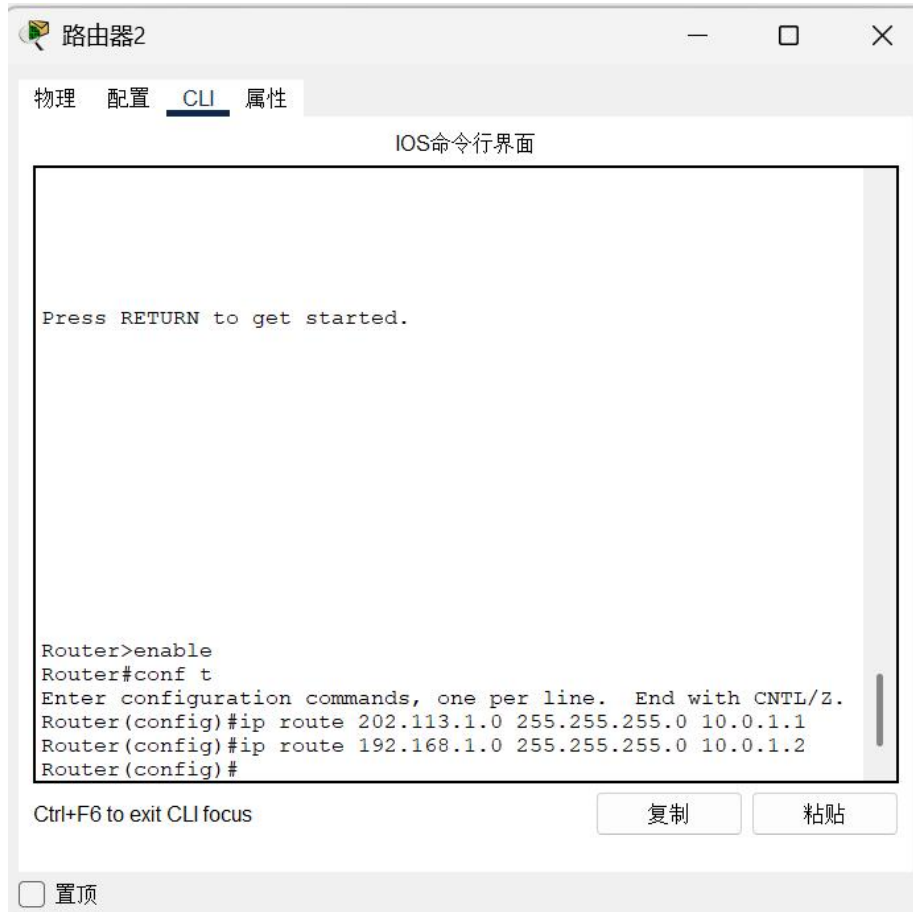 路由器2
物理 配置 CLI 属性
IOS命令行界面
Press RETURN to get started.
Router>enable
Router#conf t
Enter configuration commands, one per line.  End with CNTL/Z.
Router(config)#ip route 202.113.1.0 255.255.255.0 10.0.1.1
Router(config)#ip route 192.168.1.0 255.255.255.0 10.0.1.2
Router(config)#
Ctrl+F6 to exit CLI focus 复制 粘贴
置顶